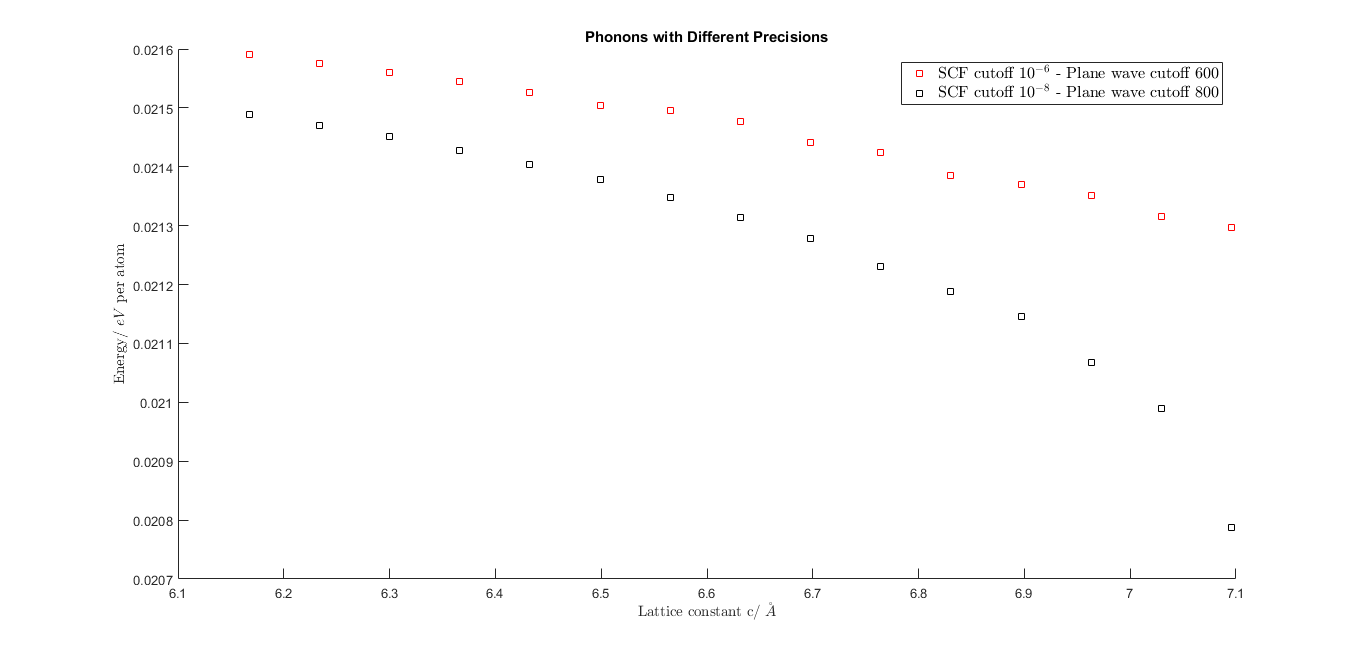 Phonons with Different Precisions
SCF cutoff 10⁻⁶ - Plane wave cutoff 600
SCF cutoff 10⁻⁸ - Plane wave cutoff 800
0.0216
0.0215
0.0214
0.0213
0.0212
0.0211
0.021
0.0209
0.0208
0.0207
Energy/ eV per atom
6.1 6.2 6.3 6.4 6.5 6.6 6.7 6.8 6.9 7 7.1
Lattice constant c/ Å